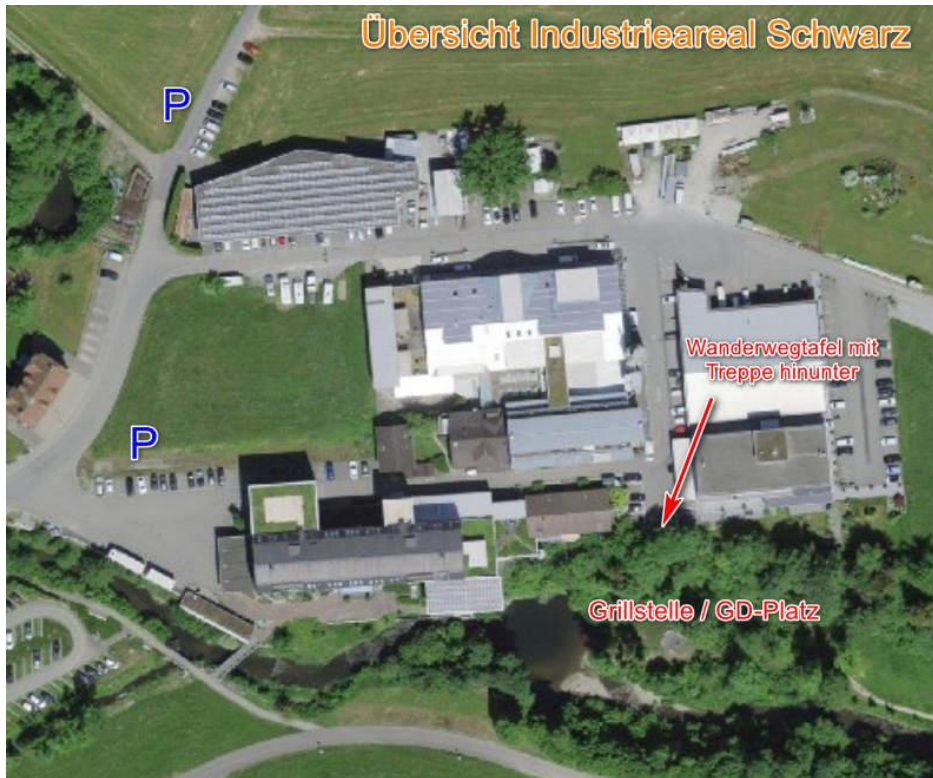 Übersicht Industrieareal Schwarz
P
Wanderwegtafel mit
Treppe hinunter
P
Grillstelle / GD-Platz